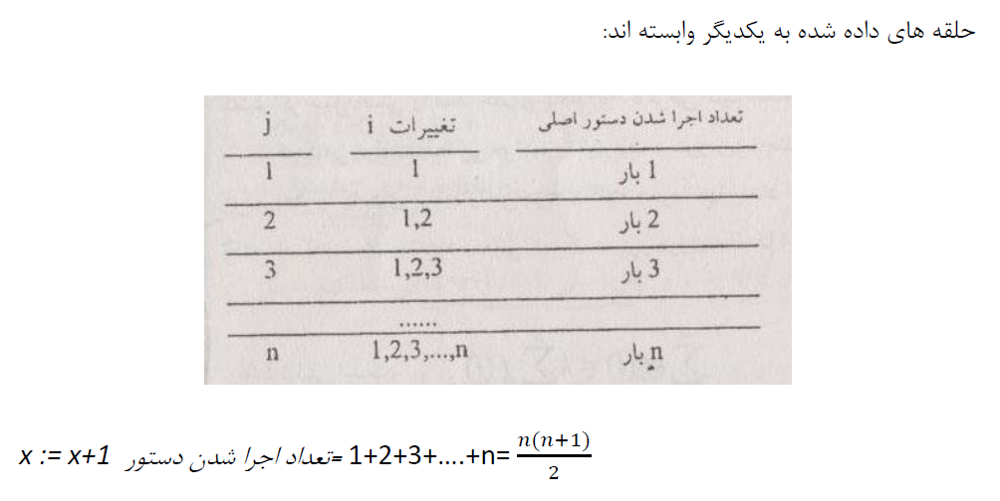 حلقه های داده شده به یکدیگر وابسته اند:
j تغییرات i تعداد اجرا شدن دستور اصلی
1 1 1 بار
2 1,2 2 بار
3 1,2,3 3 بار
......
n 1,2,3,...,n n بار
x := x+1 تعداد اجرا شدن دستور= 1+2+3+....+n= n(n+1)/2